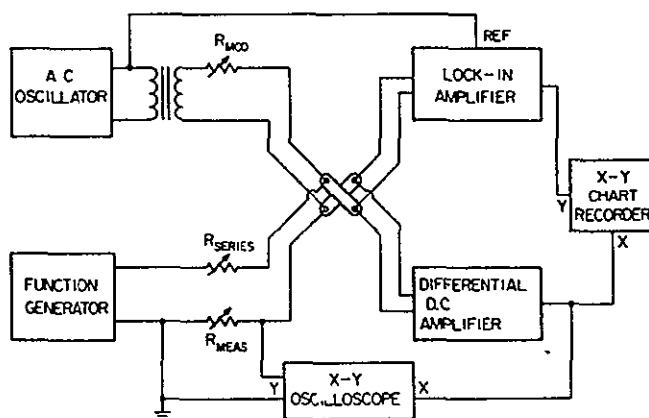 A C
OSCILLATOR
R_MOD
REF
LOCK-IN
AMPLIFIER
X-Y
CHART
RECORDER
Y
X
FUNCTION
GENERATOR
R_SERIES
R_MEAS
DIFFERENTIAL
D.C
AMPLIFIER
X-Y
OSCILLOSCOPE
Y
X